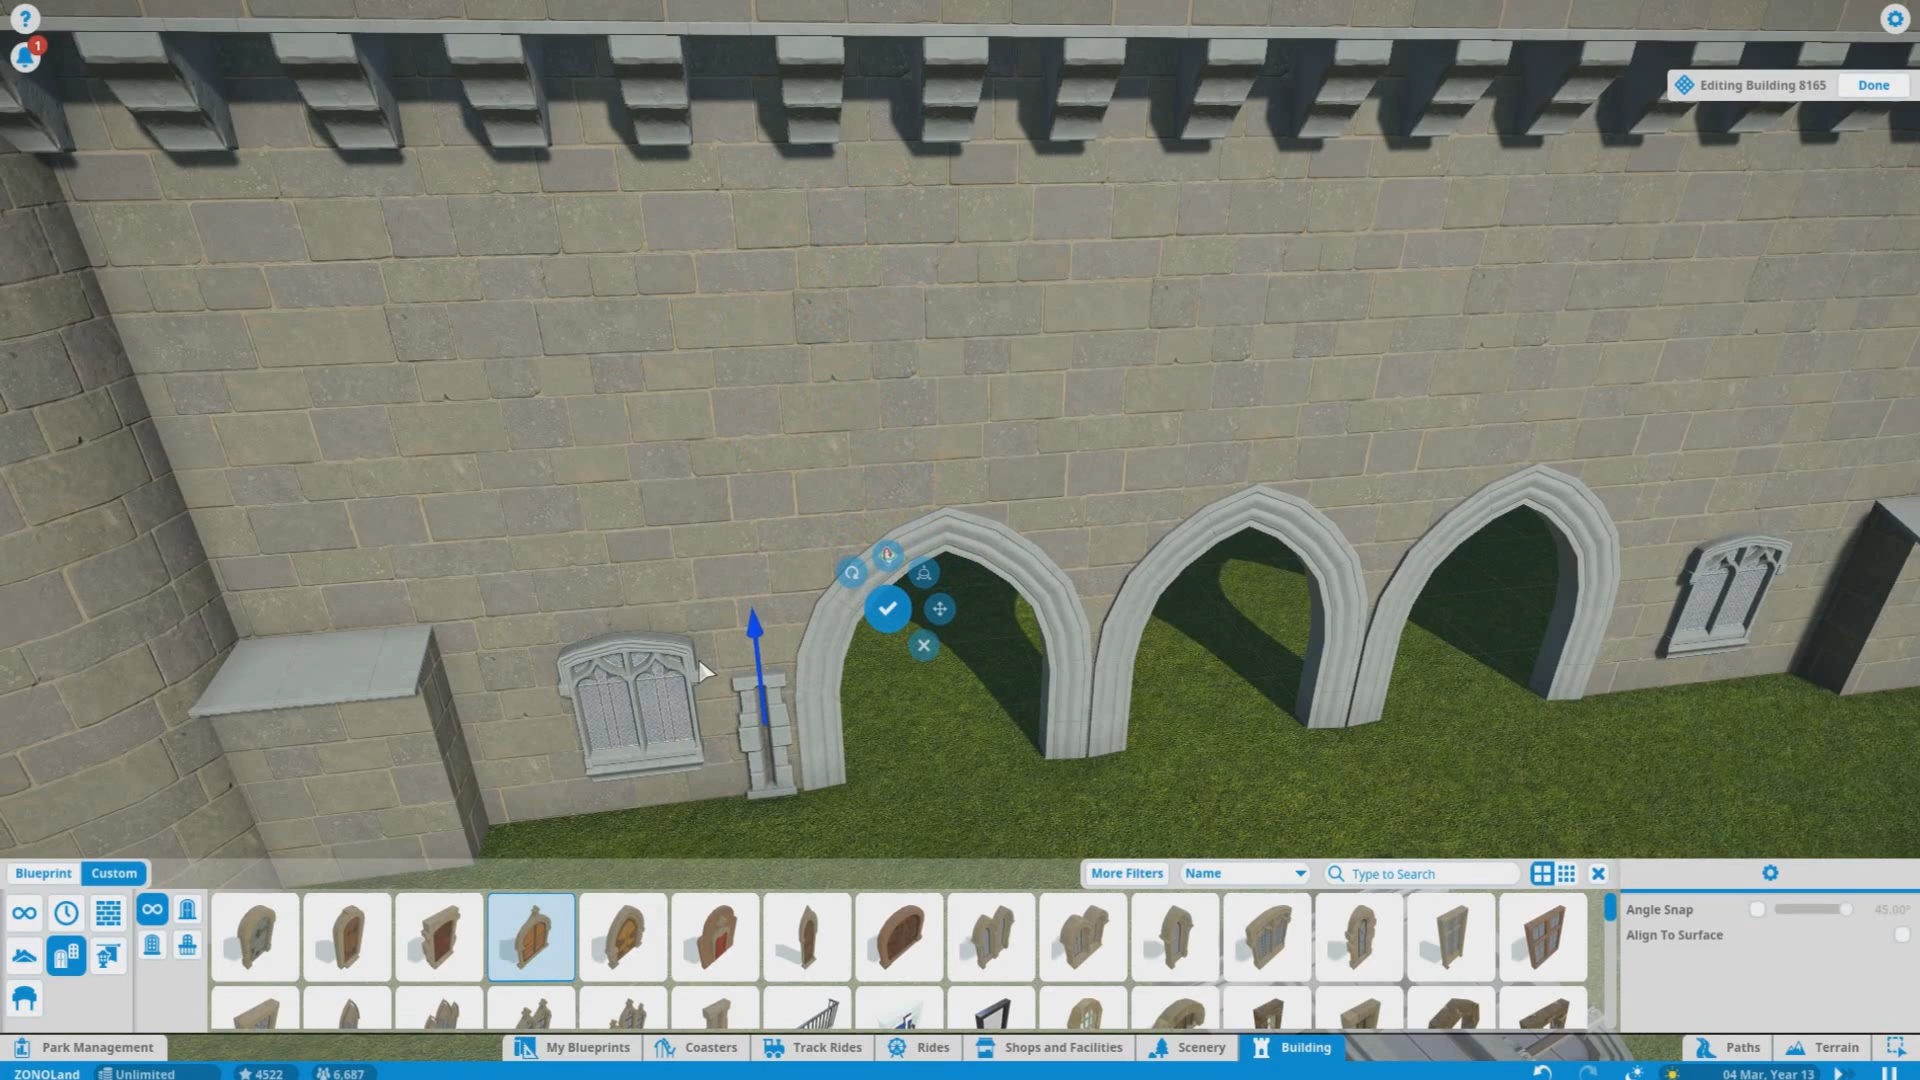 ?
1
Editing Building 8165
Done
Blueprint
Custom
More Filters
Name
Type to Search
Angle Snap
45.00°
Align To Surface
Park Management
My Blueprints
Coasters
Track Rides
Rides
Shops and Facilities
Scenery
Building
Paths
Terrain
ZONOLand
Unlimited
4522
6,687
04 Mar, Year 13